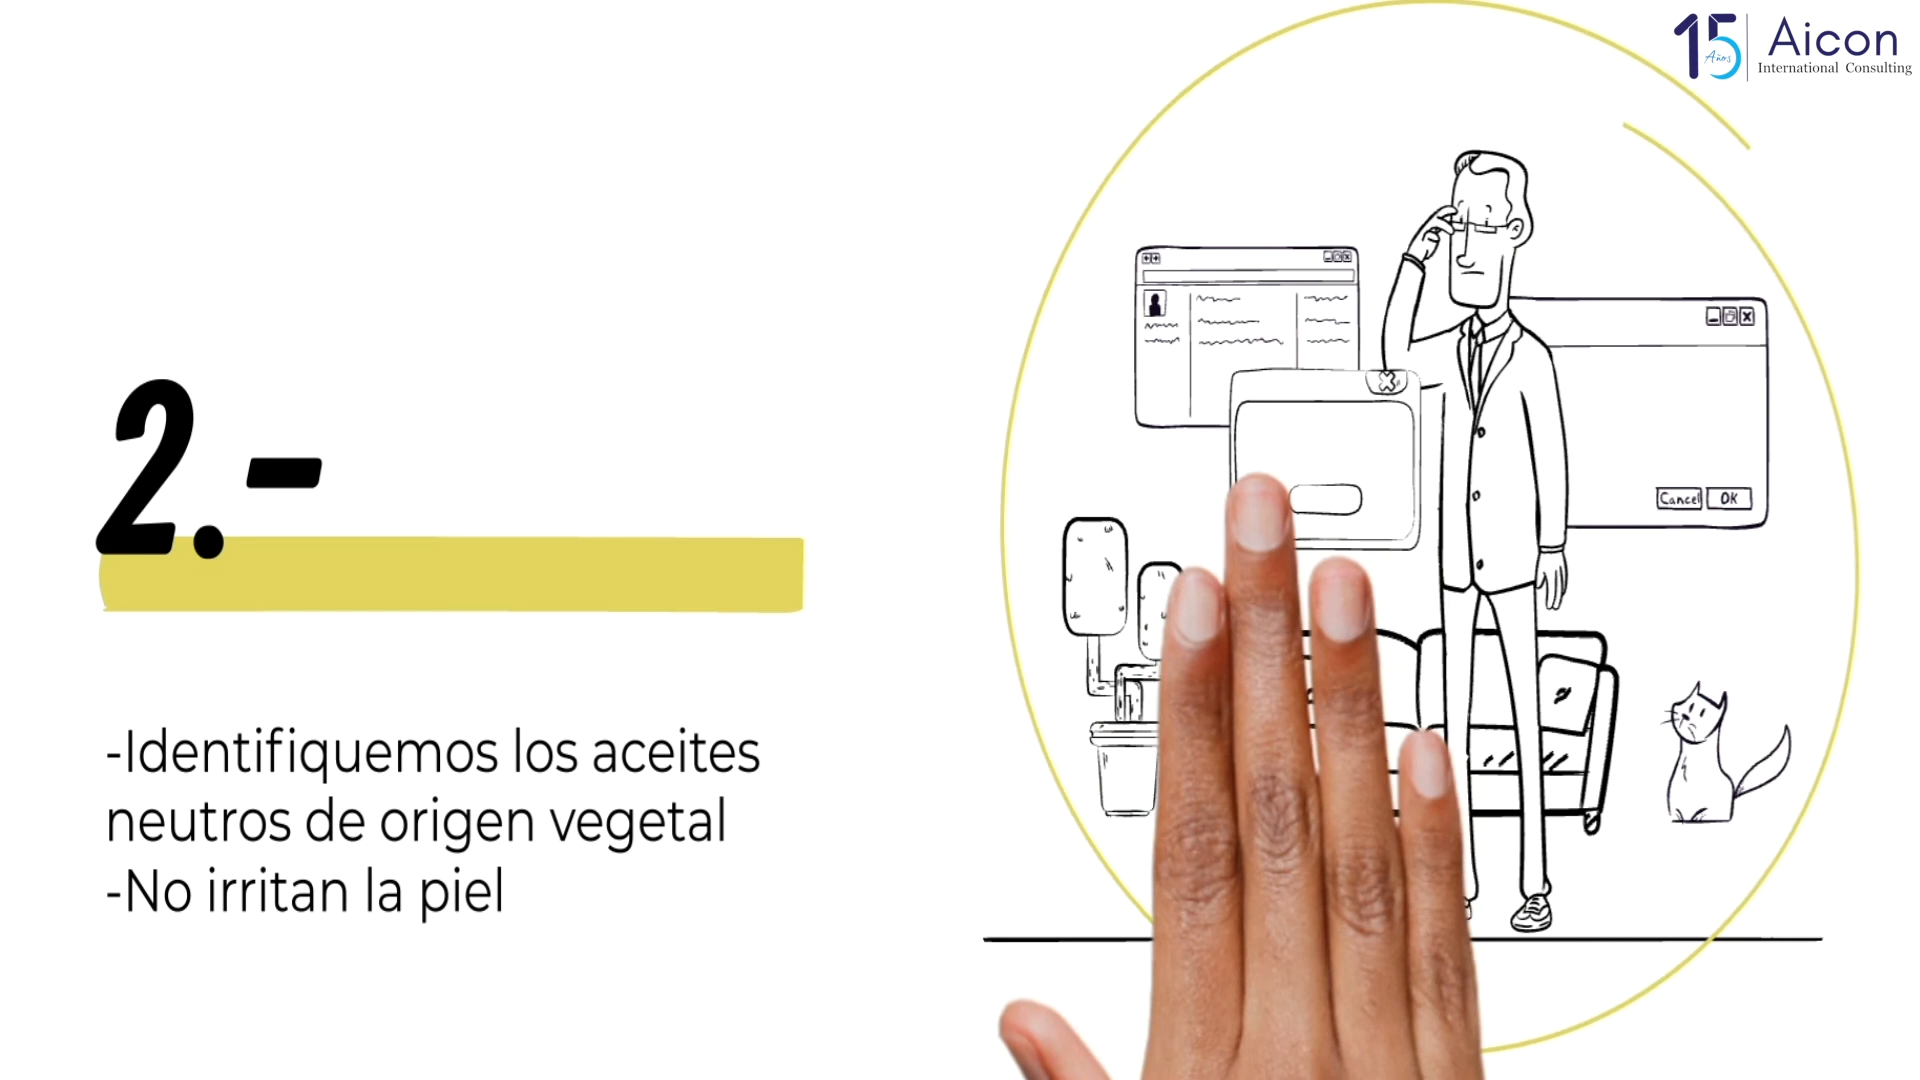 15 Años
Aicon
International Consulting
2.-
-Identifiquemos los aceites
neutros de origen vegetal
-No irritan la piel
Cancel OK